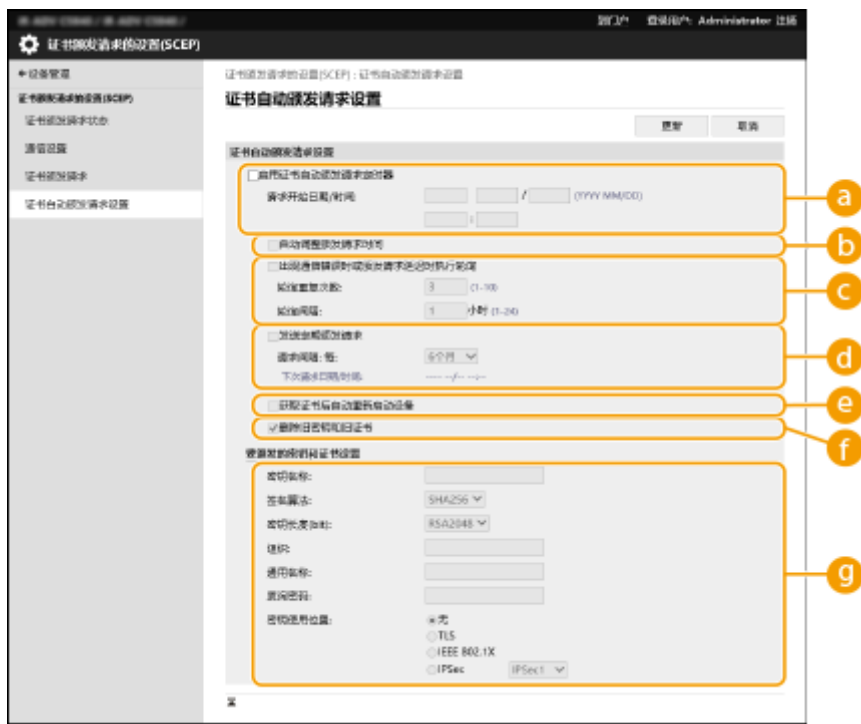 到门户 登录用户: Administrator 注销
证书颁发请求的设置(SCEP)
设备管理
证书颁发请求的设置(SCEP) : 证书自动颁发请求设置
证书颁发请求的设置(SCEP)
证书自动颁发请求设置
证书颁发请求状态
更新 取消
通信设置
证书自动颁发请求设置
证书颁发请求
启用证书自动颁发请求定时器
a
请求开始日期/时间: / (YYYY MM/DD)
证书自动颁发请求设置
:
自动调整颁发请求时间
b
出现通信错误时或颁发请求延迟时执行轮询
轮询重复次数: 3 (1-10)
c
轮询间隔: 1 小时 (1-24)
发送定期颁发请求
请求间隔: 每: 6个月
d
下次请求日期/时间: ---- --/-- --:--
获取证书后自动重新启动设备
e
删除旧密钥和旧证书
f
要颁发的密钥和证书设置
密钥名称:
签名算法: SHA256
密钥长度(bit): RSA2048
组织:
通用名称:
g
质询密码:
密钥使用位置: 无
TLS
IEEE 802.1X
IPSec IPSec1